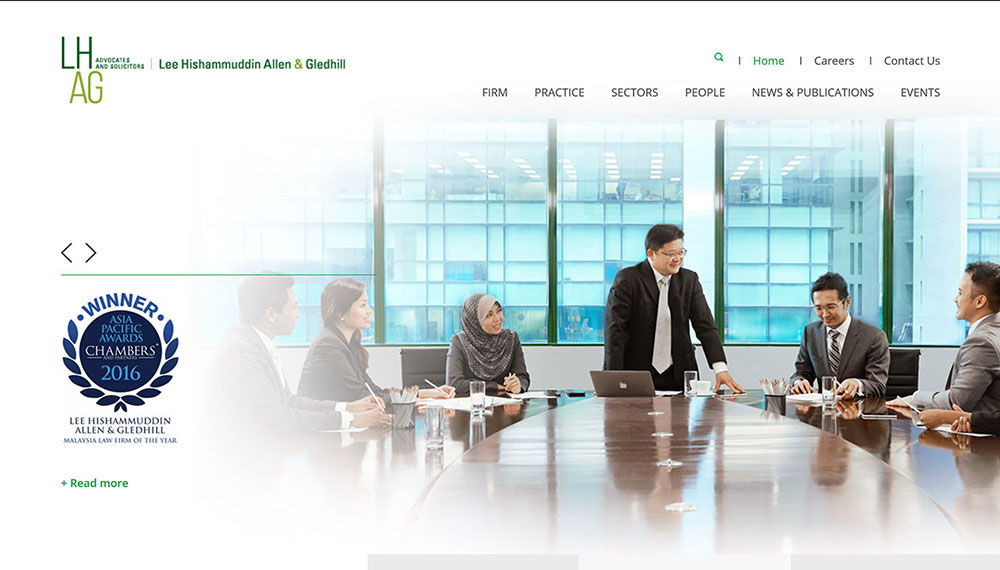 LH
AG
ADVOCATES
AND SOLICITORS
Lee Hishammuddin Allen & Gledhill
Home
Careers
Contact Us
FIRM
PRACTICE
SECTORS
PEOPLE
NEWS & PUBLICATIONS
EVENTS
WINNER
ASIA
PACIFIC
AWARDS
CHAMBERS
AND PARTNERS
2016
LEE HISHAMMUDDIN
ALLEN & GLEDHILL
MALAYSIA LAW FIRM OF THE YEAR
+ Read more